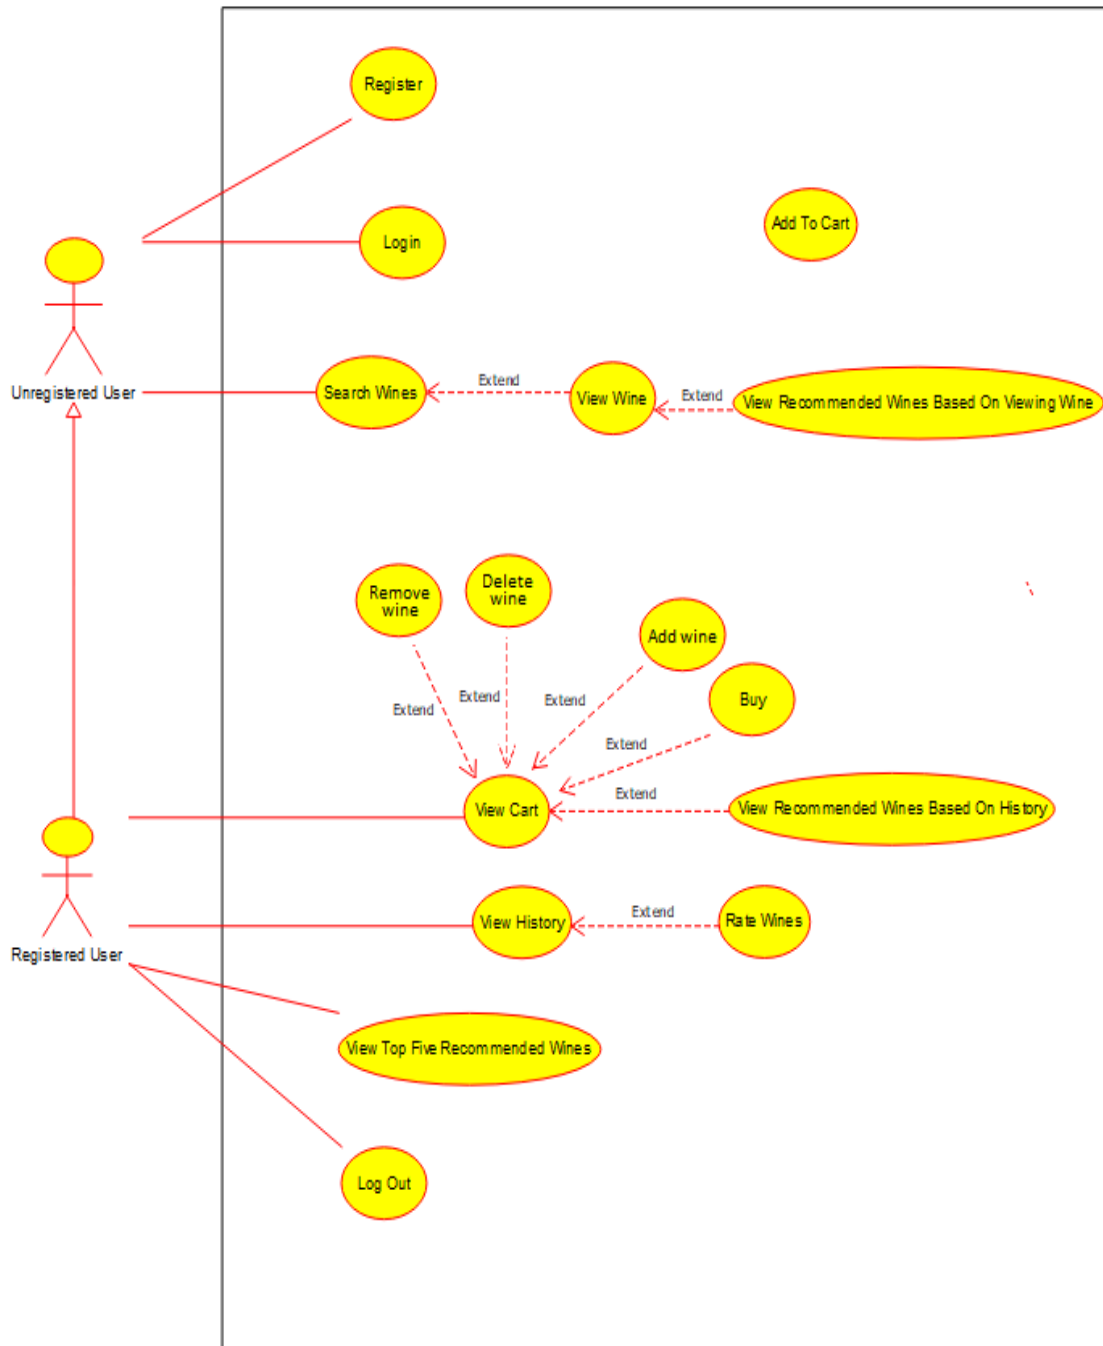 Register
Login
Add To Cart
Unregistered User
Search Wines
Extend
View Wine
Extend
View Recommended Wines Based On Viewing Wine
Remove
wine
Delete
wine
Add wine
Buy
Extend
Extend
Extend
Extend
View Cart
Extend
View Recommended Wines Based On History
Registered User
View History
Extend
Rate Wines
View Top Five Recommended Wines
Log Out